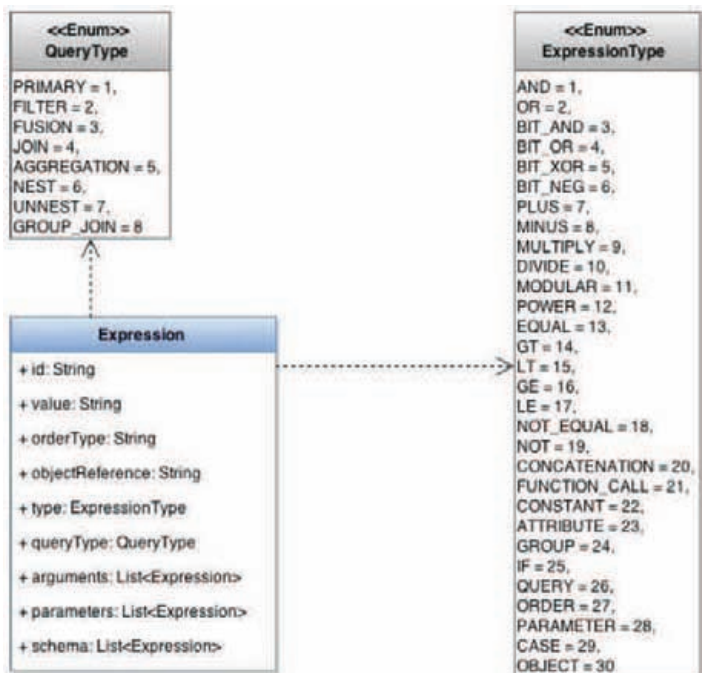 <<Enum>>
QueryType
PRIMARY = 1,
FILTER = 2,
FUSION = 3,
JOIN = 4,
AGGREGATION = 5,
NEST = 6,
UNNEST = 7,
GROUP_JOIN = 8
Expression
+ id: String
+ value: String
+ orderType: String
+ objectReference: String
+ type: ExpressionType
+ queryType: QueryType
+ arguments: List<Expression>
+ parameters: List<Expression>
+ schema: List<Expression>
<<Enum>>
ExpressionType
AND = 1,
OR = 2,
BIT_AND = 3,
BIT_OR = 4,
BIT_XOR = 5,
BIT_NEG = 6,
PLUS = 7,
MINUS = 8,
MULTIPLY = 9,
DIVIDE = 10,
MODULAR = 11,
POWER = 12,
EQUAL = 13,
GT = 14,
LT = 15,
GE = 16,
LE = 17,
NOT_EQUAL = 18,
NOT = 19,
CONCATENATION = 20,
FUNCTION_CALL = 21,
CONSTANT = 22,
ATTRIBUTE = 23,
GROUP = 24,
IF = 25,
QUERY = 26,
ORDER = 27,
PARAMETER = 28,
CASE = 29,
OBJECT = 30